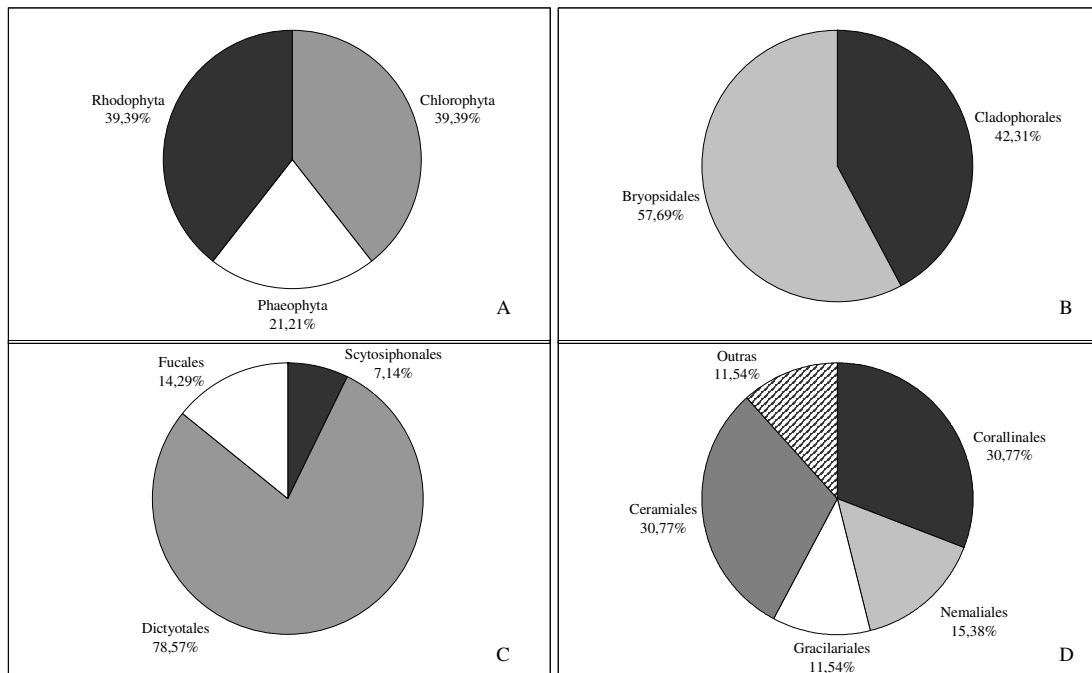 Rhodophyta
39,39%
Chlorophyta
39,39%
Phaeophyta
21,21%
A
Cladophorales
42,31%
Bryopsidales
57,69%
B
Fucales
14,29%
Scytosiphonales
7,14%
Dictyotales
78,57%
C
Outras
11,54%
Corallinales
30,77%
Ceramiales
30,77%
Nemaliales
15,38%
Gracilariales
11,54%
D